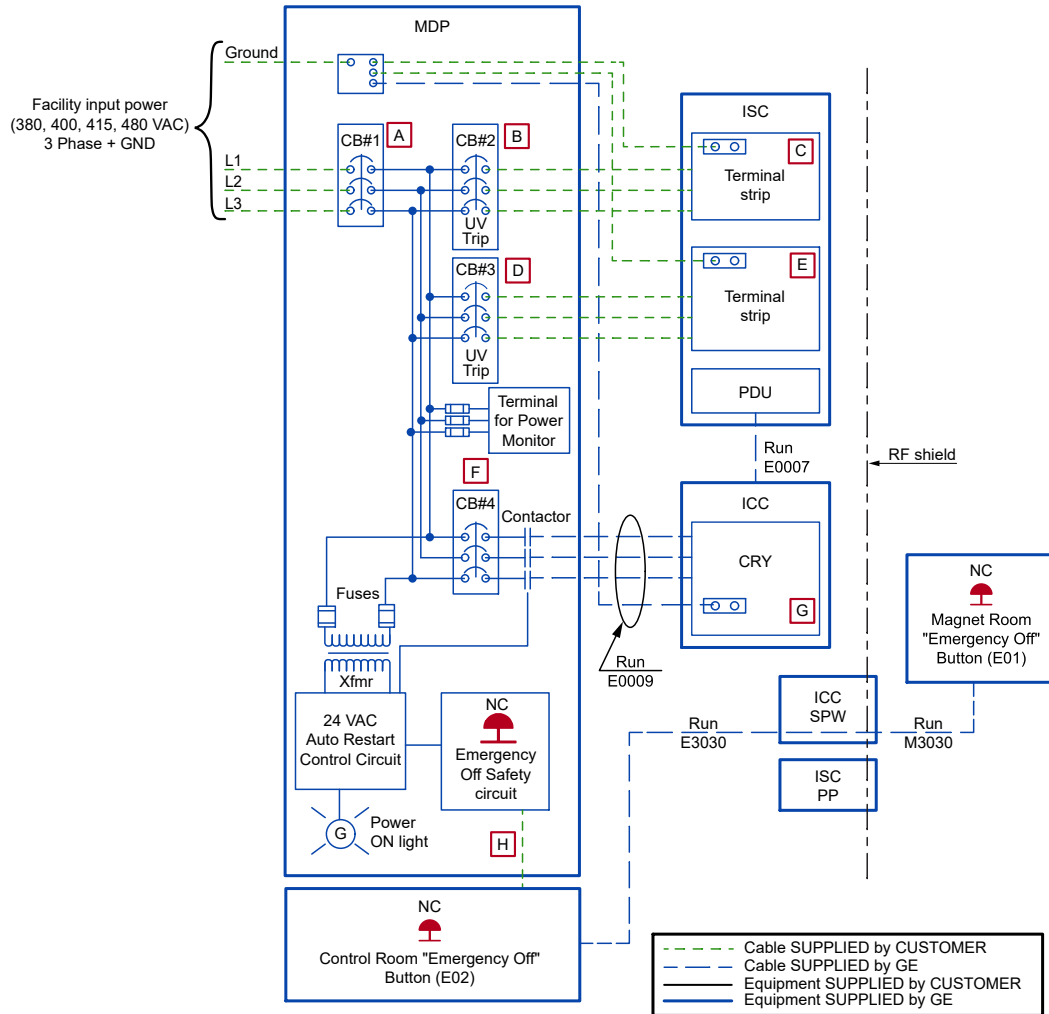 MDP
Ground
Facility input power
(380, 400, 415, 480 VAC)
3 Phase + GND
L1
L2
L3
CB#1
A
CB#2
B
UV
Trip
CB#3
D
UV
Trip
Terminal
for Power
Monitor
F
CB#4
Contactor
Fuses
Xfmr
24 VAC
Auto Restart
Control Circuit
G
Power
ON light
NC
Emergency
Off Safety
circuit
H
ISC
C
Terminal
strip
E
Terminal
strip
PDU
Run
E0007
RF shield
ICC
CRY
G
Run
E0009
NC
Magnet Room
"Emergency Off"
Button (E01)
ICC
SPW
Run
E3030
Run
M3030
ISC
PP
NC
Control Room "Emergency Off"
Button (E02)
Cable SUPPLIED by CUSTOMER
Cable SUPPLIED by GE
Equipment SUPPLIED by CUSTOMER
Equipment SUPPLIED by GE